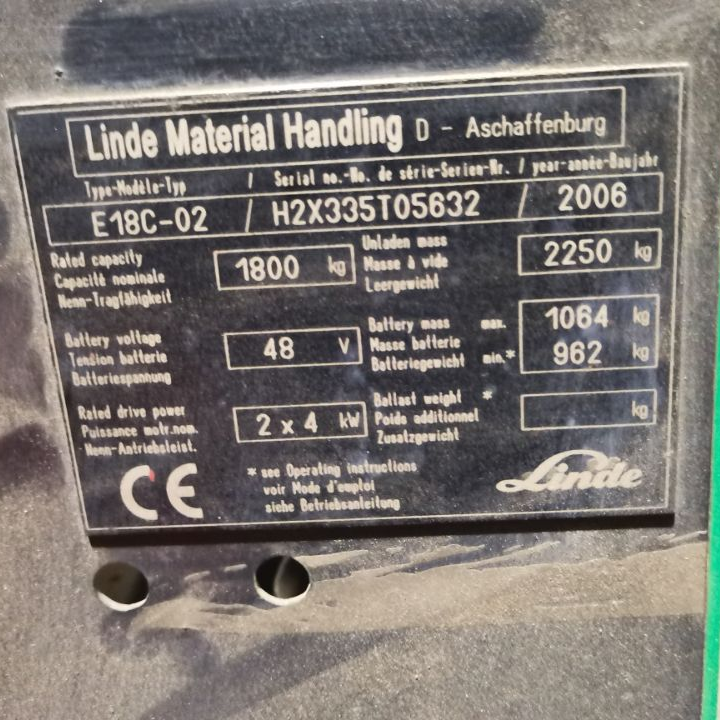 Linde Material Handling D - Aschaffenburg
Type-Modèle-Typ / Serial no.-No. de série-Serien-Nr. / year-année-Baujahr
E18C-02 / H2X335T05632 / 2006
Rated capacity
Capacité nominale
Nenn-Tragfähigkeit
1800 kg
Unladen mass
Masse à vide
Leergewicht
2250 kg
Battery voltage
Tension batterie
Batteriespannung
48 V
Battery mass max.
Masse batterie
Batteriegewicht min.*
1064 kg
962 kg
Rated drive power
Puissance motr.nom.
Nenn-Antriebsleist.
2 x 4 kW
Ballast weight *
Poids additionnel
Zusatzgewicht
kg
CE
* see Operating instructions
voir Mode d'emploi
siehe Betriebsanleitung
Linde